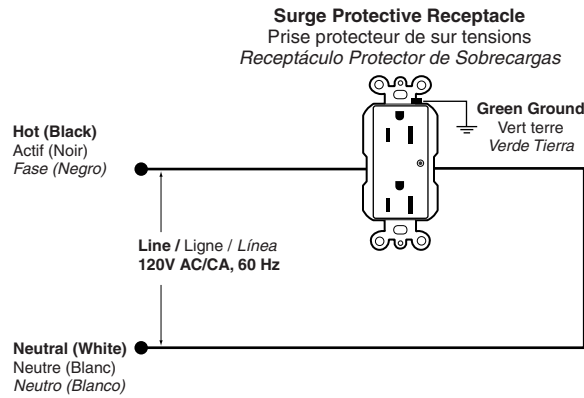 Surge Protective Receptacle
Prise protecteur de sur tensions
Receptáculo Protector de Sobrecargas
Green Ground
Vert terre
Verde Tierra
Hot (Black)
Actif (Noir)
Fase (Negro)
Line / Ligne / Línea
120V AC/CA, 60 Hz
Neutral (White)
Neutre (Blanc)
Neutro (Blanco)